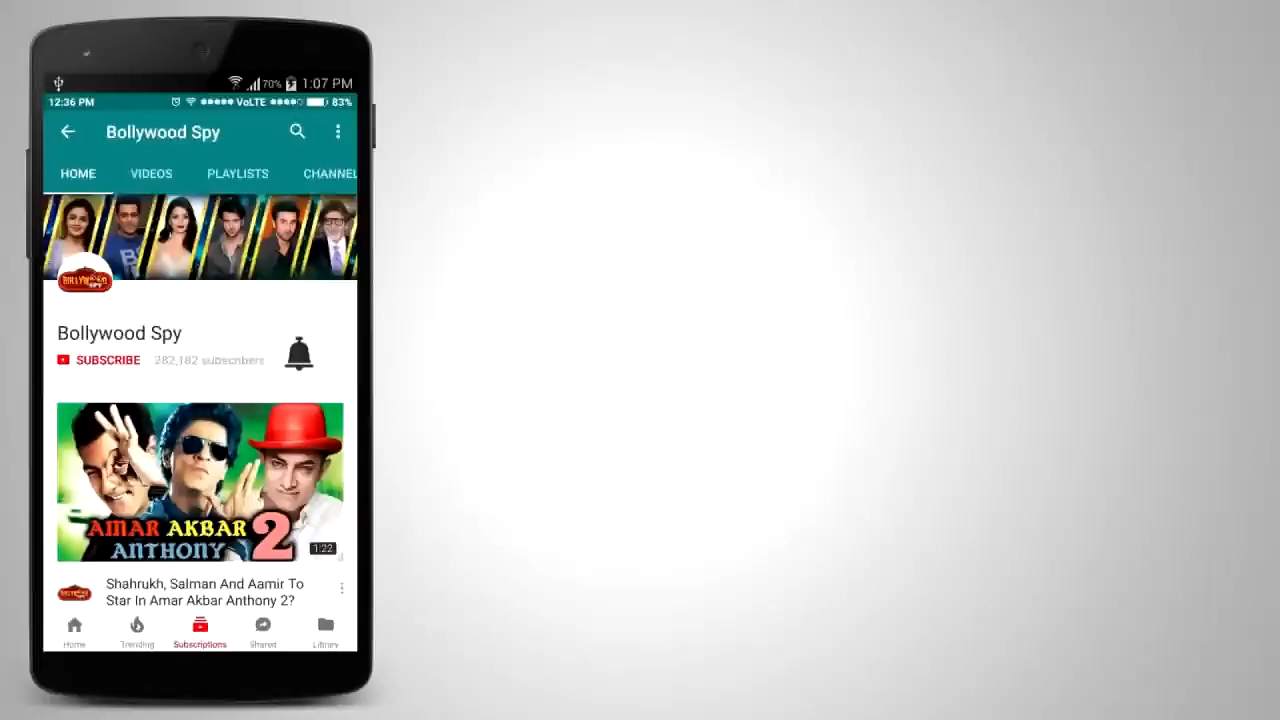 70% 1:07 PM
12:36 PM VoLTE 83%
Bollywood Spy
HOME VIDEOS PLAYLISTS CHANNEL
Bollywood Spy
SUBSCRIBE 282,182 subscribers
AMAR AKBAR
ANTHONY 2
1:22
Shahrukh, Salman And Aamir To
Star In Amar Akbar Anthony 2?
Home Trending Subscriptions Shared Library